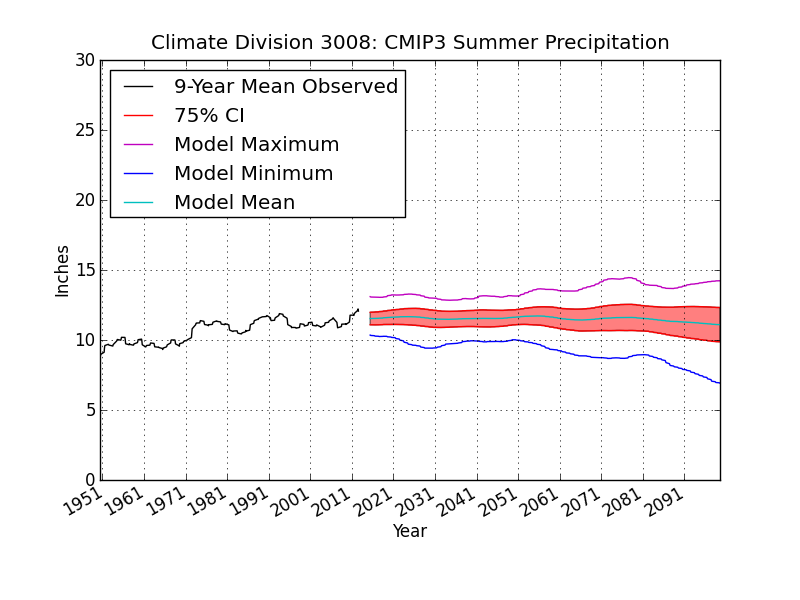 Climate Division 3008: CMIP3 Summer Precipitation
30
25
20
15
10
5
0
Inches
9-Year Mean Observed
75% CI
Model Maximum
Model Minimum
Model Mean
1951 1961 1971 1981 1991 2001 2011 2021 2031 2041 2051 2061 2071 2081 2091
Year